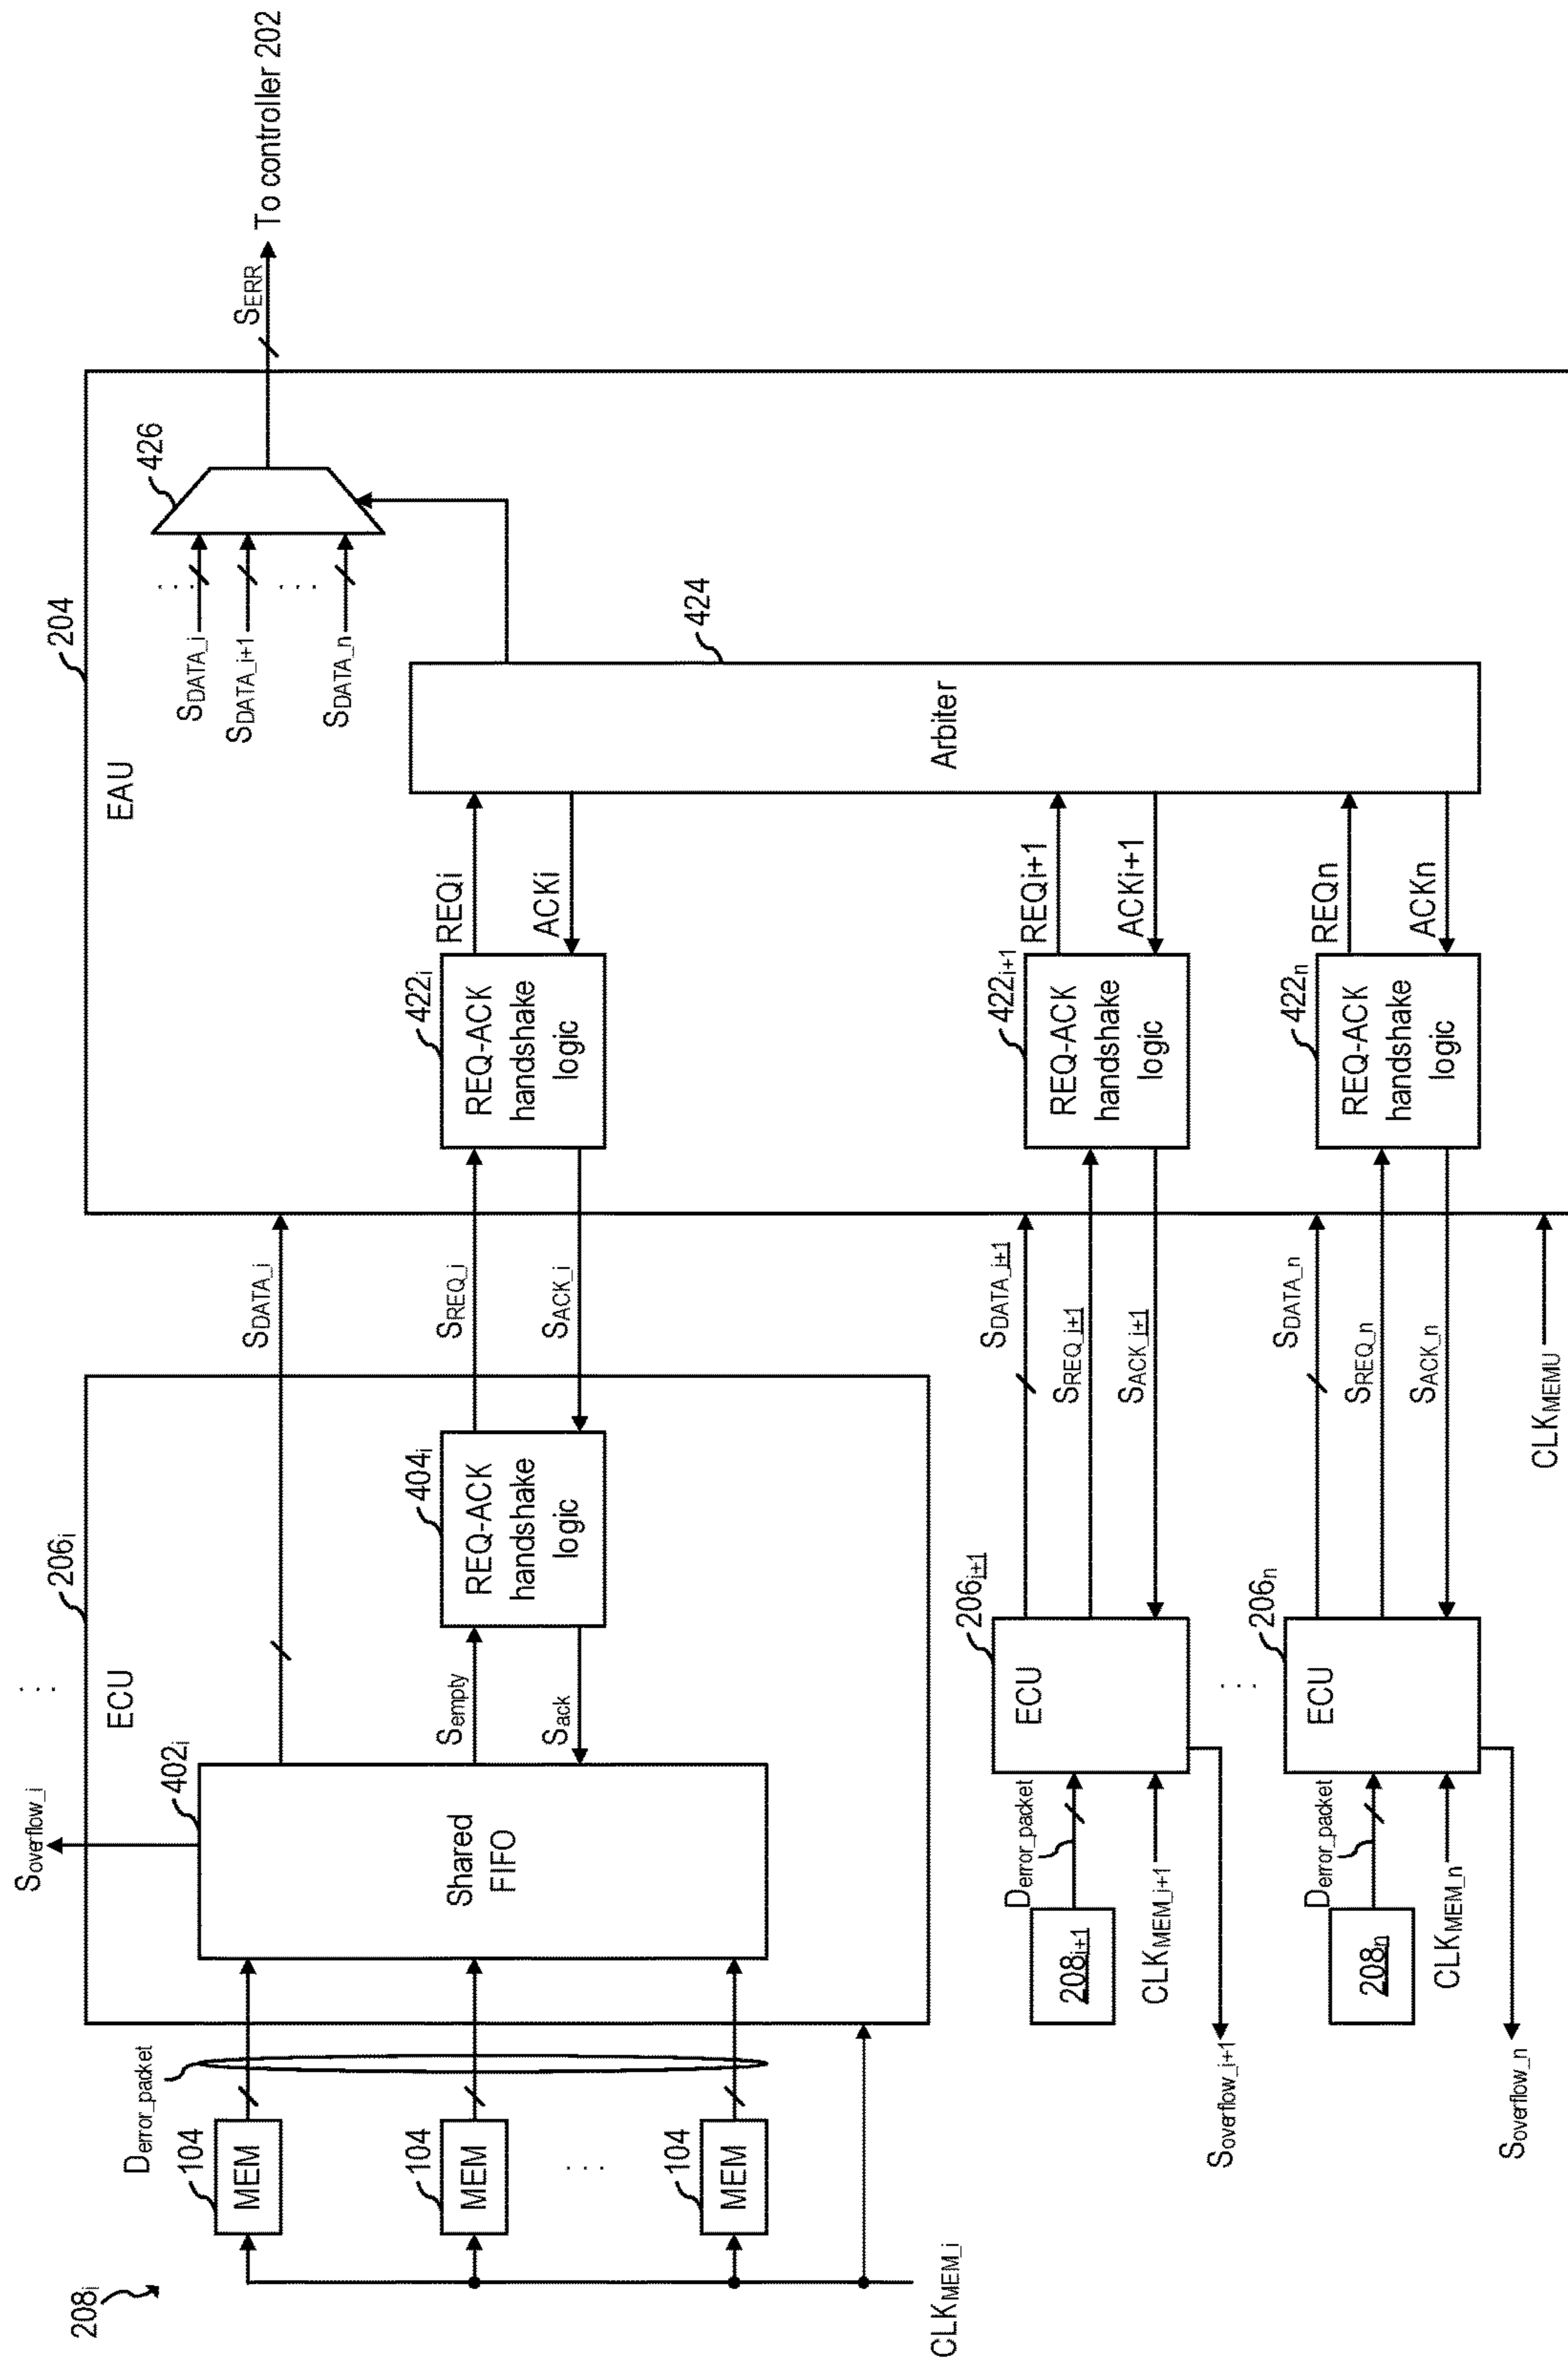 208i
104
MEM
104
MEM
. . .
104
MEM
CLKMEM_i
Derror_packet
. . .
206i
ECU
Soverflow_i
402i
Shared
FIFO
Sempty
Sack
404i
REQ-ACK
handshake
logic
SDATA_i
SREQ_i
SACK_i
204
EAU
422i
REQ-ACK
handshake
logic
REQi
ACKi
Arbiter
424
SDATA_i
SDATA_i+1
SDATA_n
. . .
. . .
426
SERR
To controller 202
208i+1
Derror_packet
CLKMEM_i+1
Soverflow_i+1
206i+1
ECU
SDATA_i+1
SREQ_i+1
SACK_i+1
422i+1
REQ-ACK
handshake
logic
REQi+1
ACKi+1
. . .
208n
Derror_packet
CLKMEM_n
Soverflow_n
206n
ECU
SDATA_n
SREQ_n
SACK_n
422n
REQ-ACK
handshake
logic
REQn
ACKn
CLKMEMU